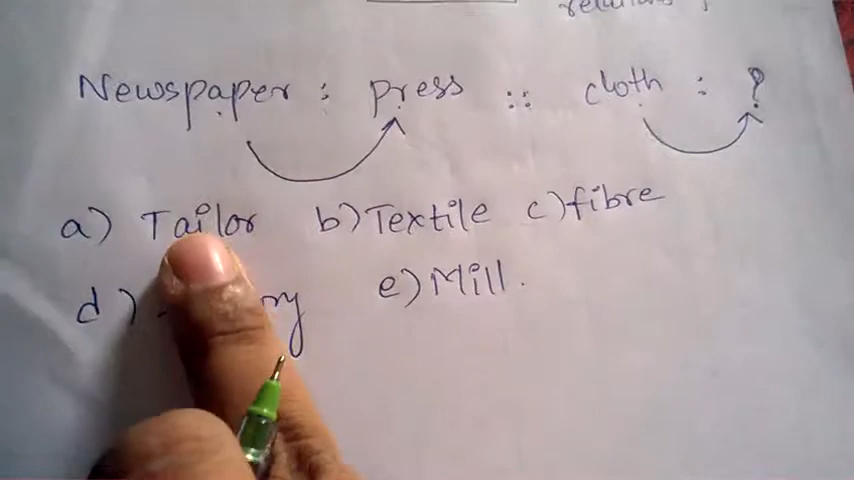 Newspaper : press :: cloth : ?
a) Tailor b) Textile c) fibre
d) e) Mill.